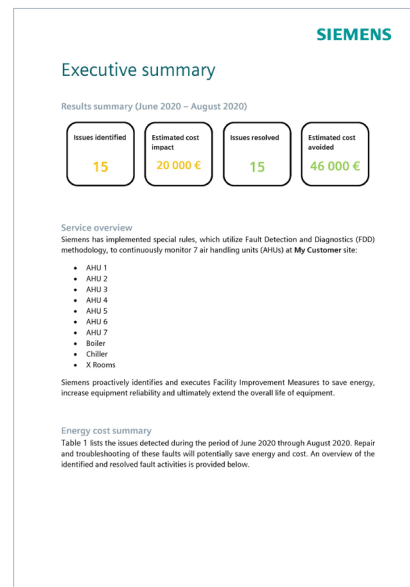 SIEMENS
Executive summary
Results summary (June 2020 – August 2020)
Issues identified
15
Estimated cost
impact
20 000 €
Issues resolved
15
Estimated cost
avoided
46 000 €
Service overview
Siemens has implemented special rules, which utilize Fault Detection and Diagnostics (FDD)
methodology, to continuously monitor 7 air handling units (AHUs) at My Customer site:
• AHU 1
• AHU 2
• AHU 3
• AHU 4
• AHU 5
• AHU 6
• AHU 7
• Boiler
• Chiller
• X Rooms
Siemens proactively identifies and executes Facility Improvement Measures to save energy,
increase equipment reliability and ultimately extend the overall life of equipment.
Energy cost summary
Table 1 lists the issues detected during the period of June 2020 through August 2020. Repair
and troubleshooting of these faults will potentially save energy and cost. An overview of the
identified and resolved fault activities is provided below.